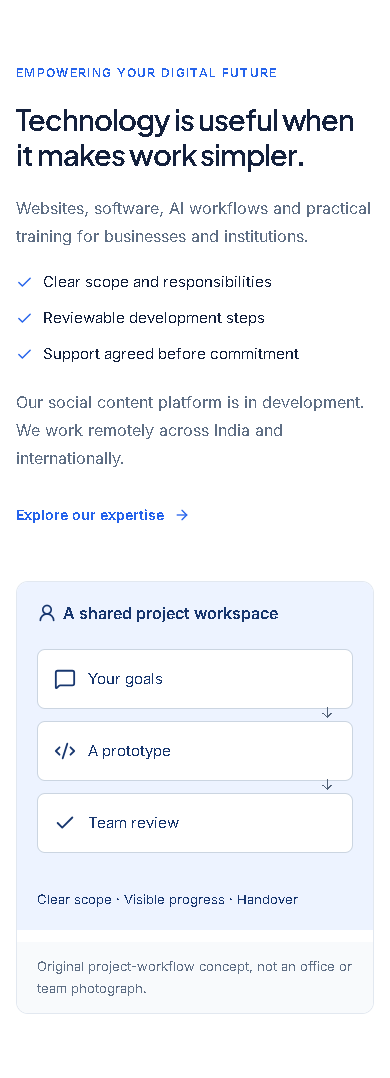 EMPOWERING YOUR DIGITAL FUTURE
Technology is useful when
it makes work simpler.
Websites, software, AI workflows and practical
training for businesses and institutions.
Clear scope and responsibilities
Reviewable development steps
Support agreed before commitment
Our social content platform is in development.
We work remotely across India and
internationally.
Explore our expertise
A shared project workspace
Your goals
A prototype
Team review
Clear scope · Visible progress · Handover
Original project-workflow concept, not an office or
team photograph.